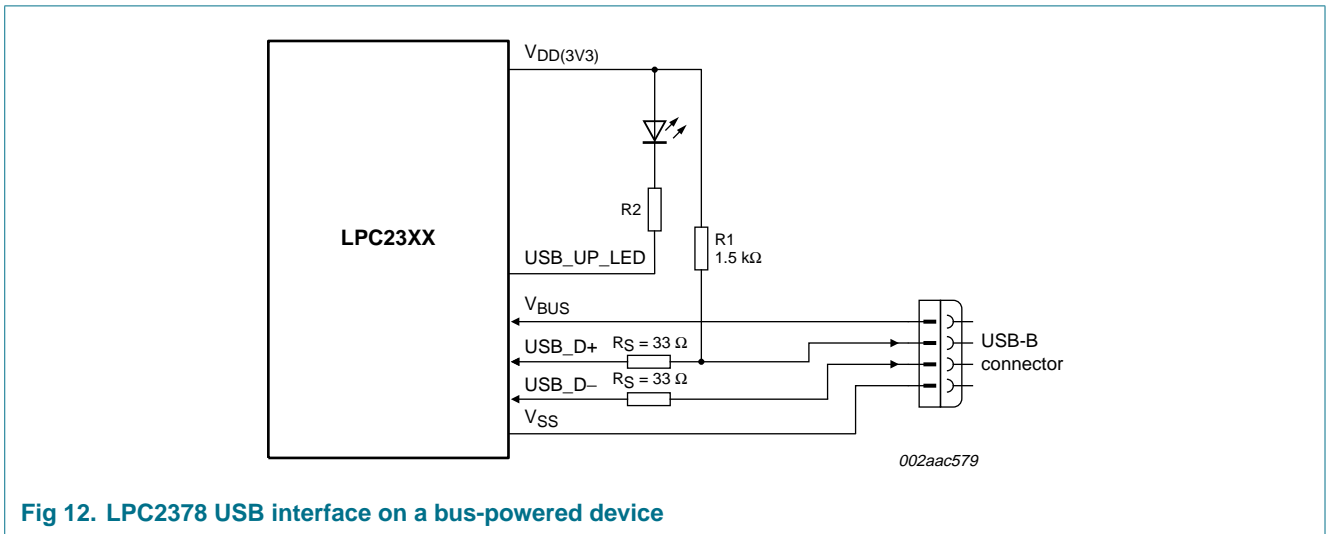 VDD(3V3)
R2
LPC23XX
R1
1.5 kΩ
USB_UP_LED
VBUS
USB_D+
RS = 33 Ω
USB-B
connector
USB_D−
RS = 33 Ω
VSS
002aac579
Fig 12. LPC2378 USB interface on a bus-powered device